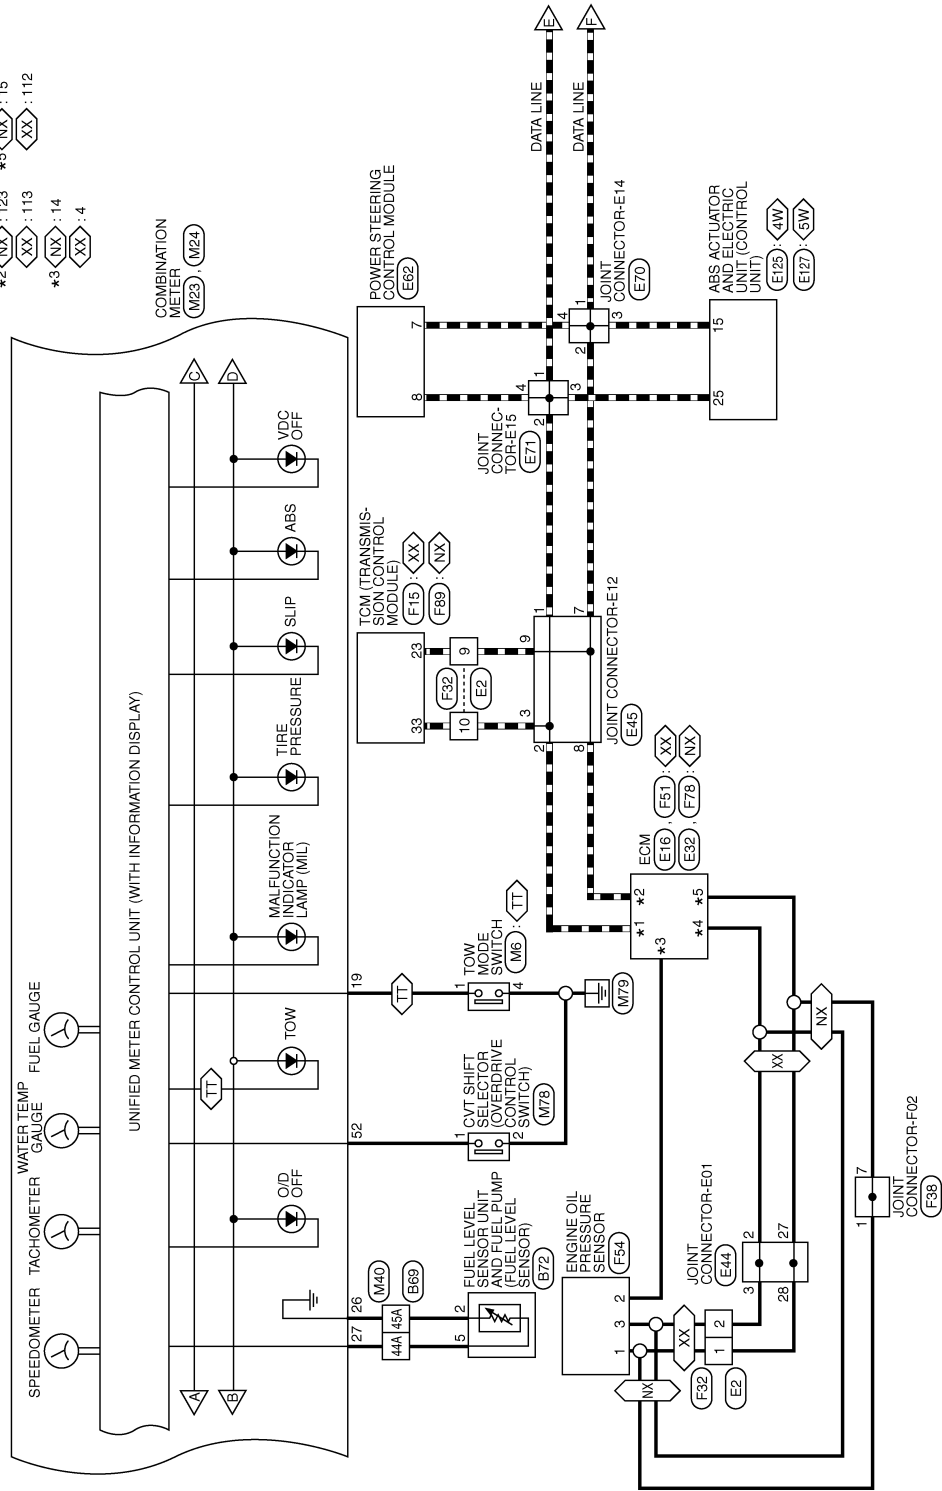 *2 NX : 123
XX : 113
*3 NX : 14
XX : 4
*5 NX : 15
XX : 112
COMBINATION
METER
M23 , M24
SPEEDOMETER
TACHOMETER
WATER TEMP
GAUGE
FUEL GAUGE
UNIFIED METER CONTROL UNIT (WITH INFORMATION DISPLAY)
A
C
B
D
O/D
OFF
TT
TOW
MALFUNCTION
INDICATOR
LAMP (MIL)
TIRE
PRESSURE
SLIP
ABS
VDC
OFF
27
26
52
19
44A
45A
M40
B69
5
2
FUEL LEVEL
SENSOR UNIT
AND FUEL PUMP
(FUEL LEVEL
SENSOR)
B72
1
2
CVT SHIFT
SELECTOR
(OVERDRIVE
CONTROL
SWITCH)
M78
TT
1
4
TOW
MODE
SWITCH
M6 : TT
M79
33
23
TCM (TRANSMIS-
SION CONTROL
MODULE)
F15 : XX
F89 : NX
10
9
F32
E2
3
9
2
1
8
7
JOINT CONNECTOR-E12
E45
8
7
POWER STEERING
CONTROL MODULE
E62
4
1
2
3
JOINT
CONNEC-
TOR-E15
E71
4
1
2
3
JOINT
CONNECTOR-E14
E70
DATA LINE
E
DATA LINE
F
25
15
ABS ACTUATOR
AND ELECTRIC
UNIT (CONTROL
UNIT)
E125 : 4W
E127 : 5W
*1
*2
*3
*4
*5
ECM
E16 , F51 : XX
E32 , F78 : NX
1
3
2
ENGINE OIL
PRESSURE
SENSOR
F54
NX
XX
1
2
F32
E2
JOINT
CONNECTOR-E01
E44
3
2
28
27
XX
NX
1
7
JOINT
CONNECTOR-F02
F38